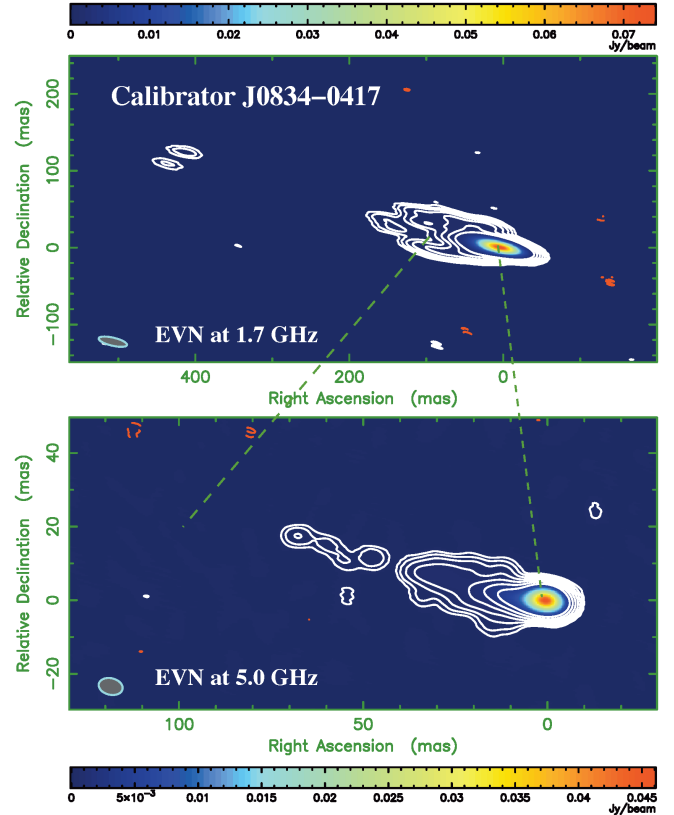 0 0.01 0.02 0.03 0.04 0.05 0.06 0.07
Jy/beam
Calibrator J0834−0417
200
100
0
−100
Relative Declination (mas)
EVN at 1.7 GHz
400 200 0
Right Ascension (mas)
40
20
0
−20
Relative Declination (mas)
EVN at 5.0 GHz
100 50 0
Right Ascension (mas)
0 5×10⁻³ 0.01 0.015 0.02 0.025 0.03 0.035 0.04 0.045
Jy/beam